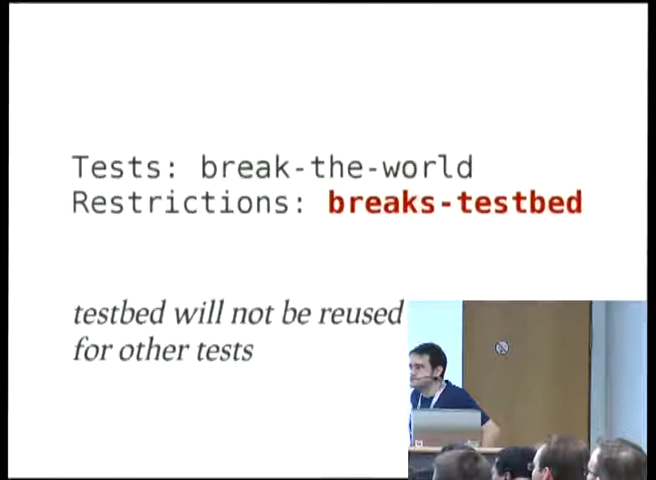 Tests: break-the-world
Restrictions: breaks-testbed
testbed will not be reused
for other tests